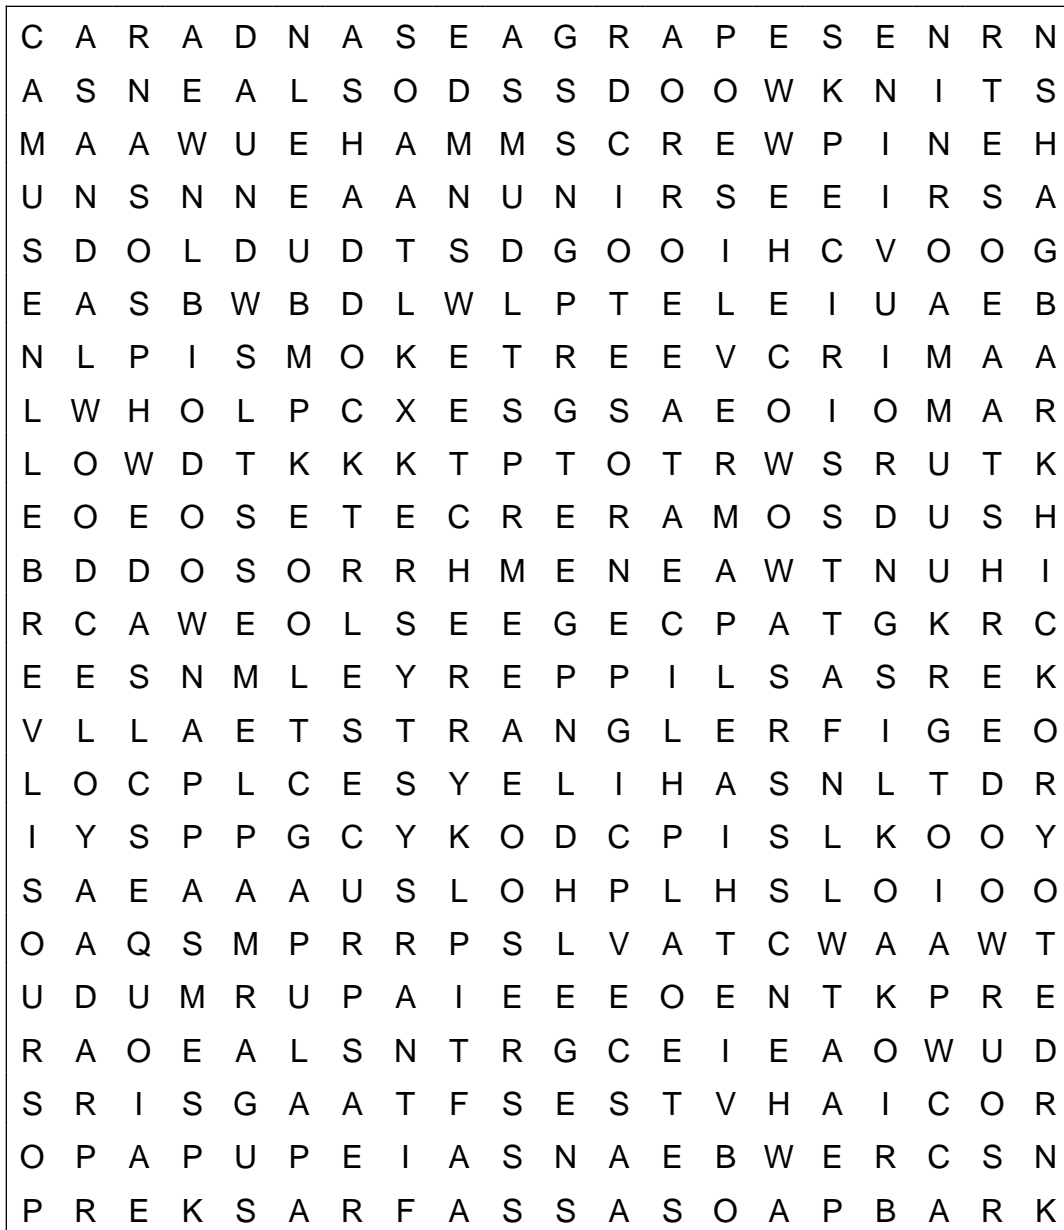 C A R A D N A S E A G R A P E S E N R N
A S N E A L S O D S S D O O W K N I T S
M A A W U E H A M M S C R E W P I N E H
U N S N N E A A N U N I R S E E I R S A
S D O L D U D T S D G O O I H C V O O G
E A S B W B D L W L P T E L E I U A E B
N L P I S M O K E T R E E V C R I M A A
L W H O L P C X E S G S A E O I O M A R
L O W D T K K K T P T O T R W S R U T K
E O E O S E T E C R E R A M O S D U S H
B D D O S O R R H M E N E A W T N U H I
R C A W E O L S E E G E C P A T G K R C
E E S N M L E Y R E P P I L S A S R E K
V L L A E T S T R A N G L E R F I G E O
L O C P L C E S Y E L I H A S N L T D R
I Y S P P G C Y K O D C P I S L K O O Y
S A E A A A U S L O H P L H S L O I O O
O A Q S M P R R P S L V A T C W A A W T
U D U M R U P A I E E E O E N T K P R E
R A O E A L S N T R G C E I E A O W U D
S R I S G A A T F S E S T V H A I C O R
O P A P U P E I A S N A E B W E R C S N
P R E K S A R F A S S A S O A P B A R K